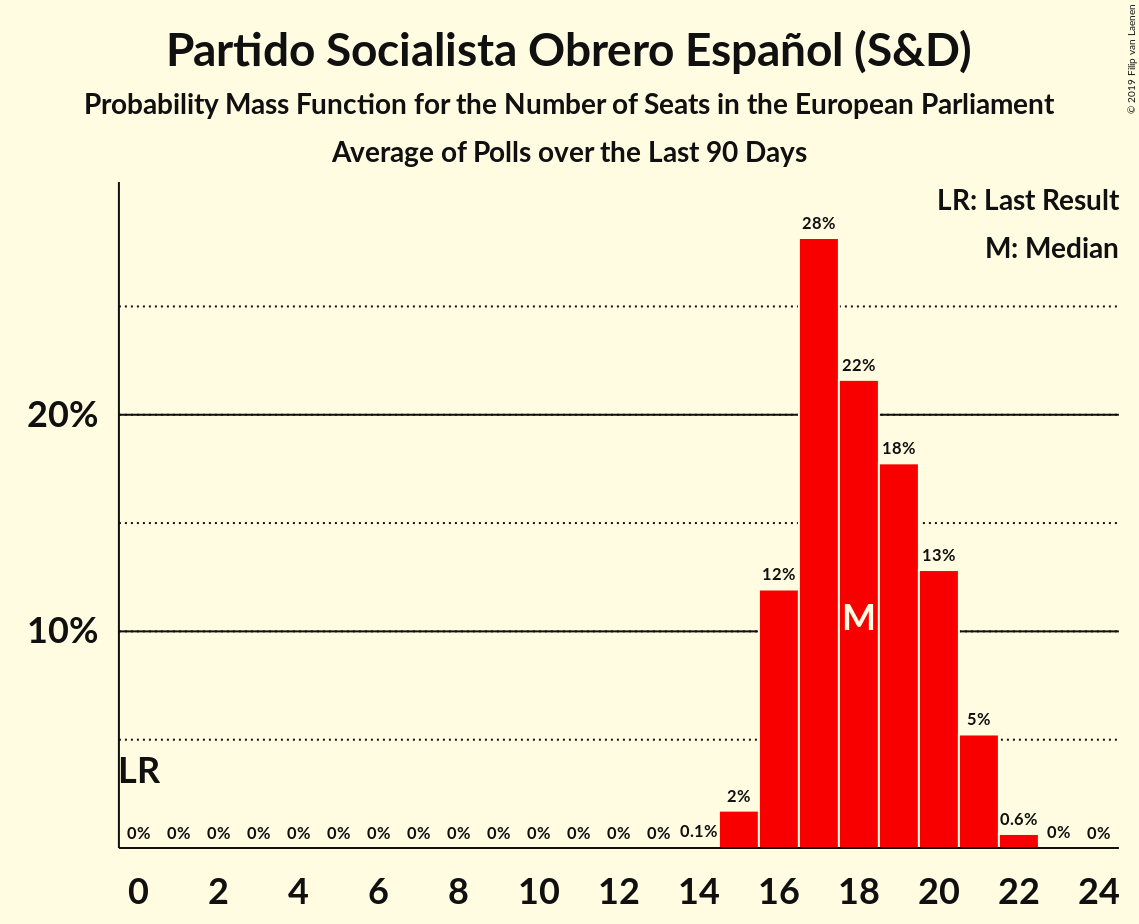 Partido Socialista Obrero Español (S&D)
Probability Mass Function for the Number of Seats in the European Parliament
Average of Polls over the Last 90 Days
© 2019 Filip van Laenen
LR: Last Result
M: Median
28%
22%
20%
18%
13%
12%
M
10%
5%
LR
2%
0% 0% 0% 0% 0% 0% 0% 0% 0% 0% 0% 0% 0% 0% 0.1% 0.6% 0% 0%
0 2 4 6 8 10 12 14 16 18 20 22 24